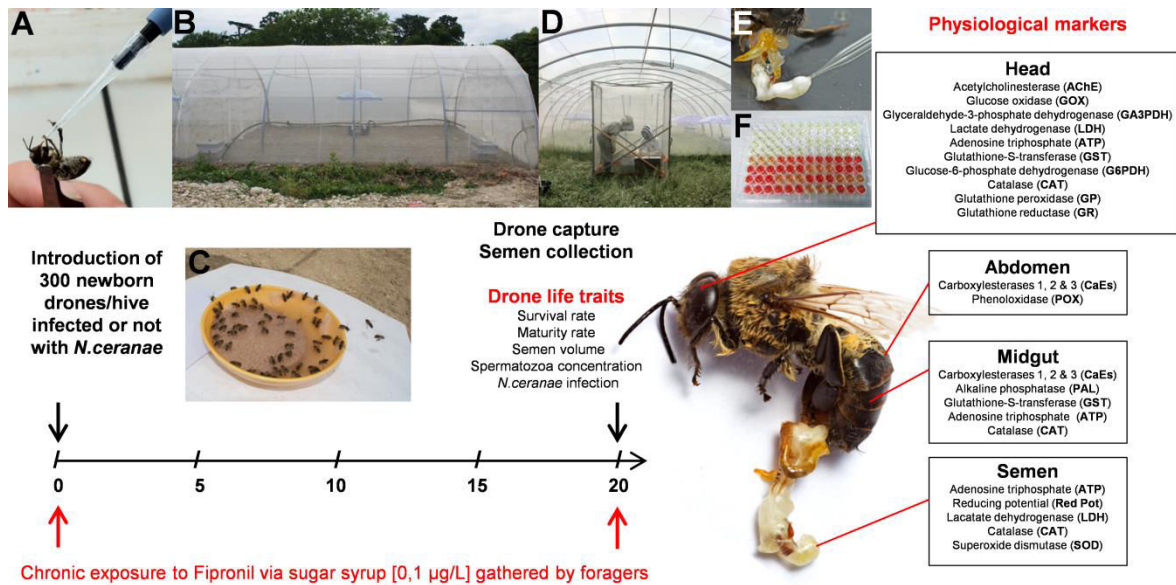 A
B
D
E
F
C
Physiological markers
Head
Acetylcholinesterase (AChE)
Glucose oxidase (GOX)
Glyceraldehyde-3-phosphate dehydrogenase (GA3PDH)
Lactate dehydrogenase (LDH)
Adenosine triphosphate (ATP)
Glutathione-S-transferase (GST)
Glucose-6-phosphate dehydrogenase (G6PDH)
Catalase (CAT)
Glutathione peroxidase (GP)
Glutathione reductase (GR)
Introduction of
300 newborn
drones/hive
infected or not
with N.ceranae
Drone capture
Semen collection
Drone life traits
Survival rate
Maturity rate
Semen volume
Spermatozoa concentration
N.ceranae infection
Abdomen
Carboxylesterases 1, 2 & 3 (CaEs)
Phenoloxidase (POX)
Midgut
Carboxylesterases 1, 2 & 3 (CaEs)
Alkaline phosphatase (PAL)
Glutathione-S-transferase (GST)
Adenosine triphosphate (ATP)
Catalase (CAT)
Semen
Adenosine triphosphate (ATP)
Reducing potential (Red Pot)
Lacatate dehydrogenase (LDH)
Catalase (CAT)
Superoxide dismutase (SOD)
0 5 10 15 20
Chronic exposure to Fipronil via sugar syrup [0,1 µg/L] gathered by foragers